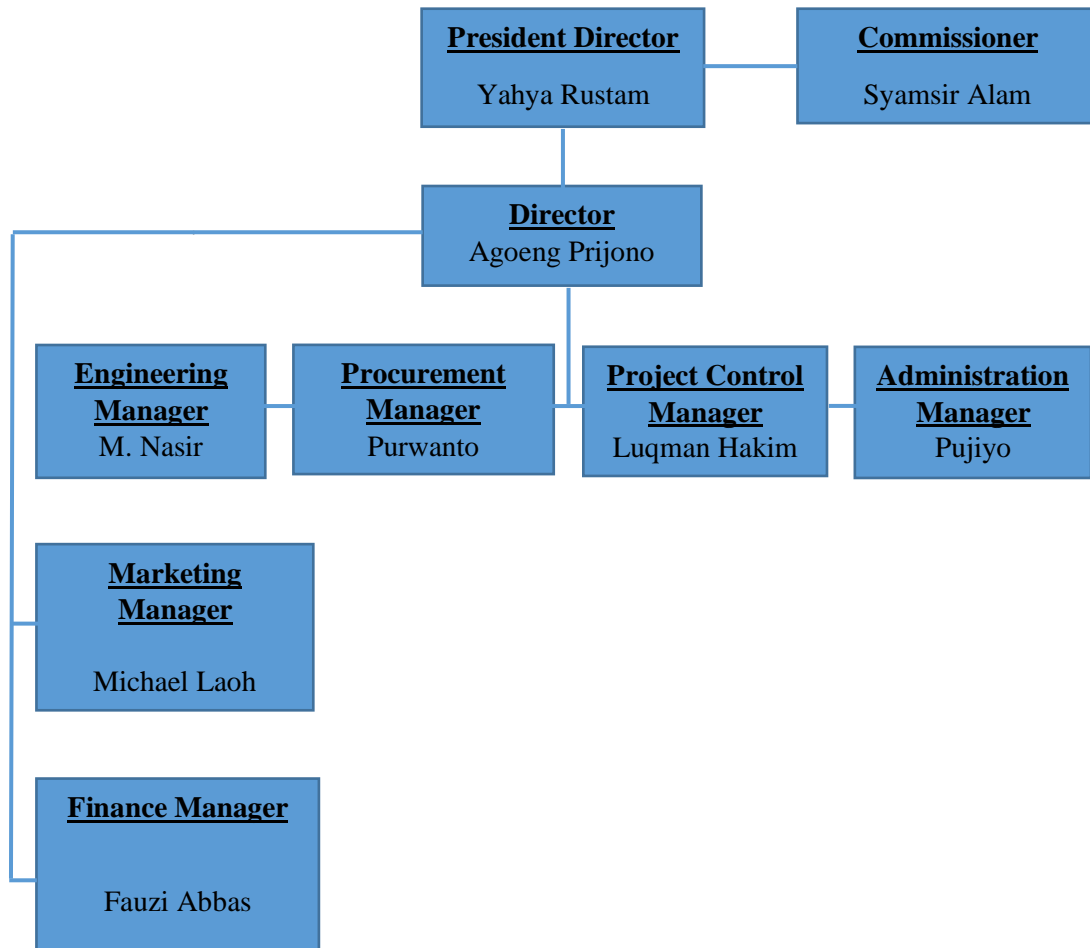 President Director
Yahya Rustam
Commissioner
Syamsir Alam
Director
Agoeng Prijono
Engineering
Manager
M. Nasir
Procurement
Manager
Purwanto
Project Control
Manager
Luqman Hakim
Administration
Manager
Pujiyo
Marketing
Manager
Michael Laoh
Finance Manager
Fauzi Abbas